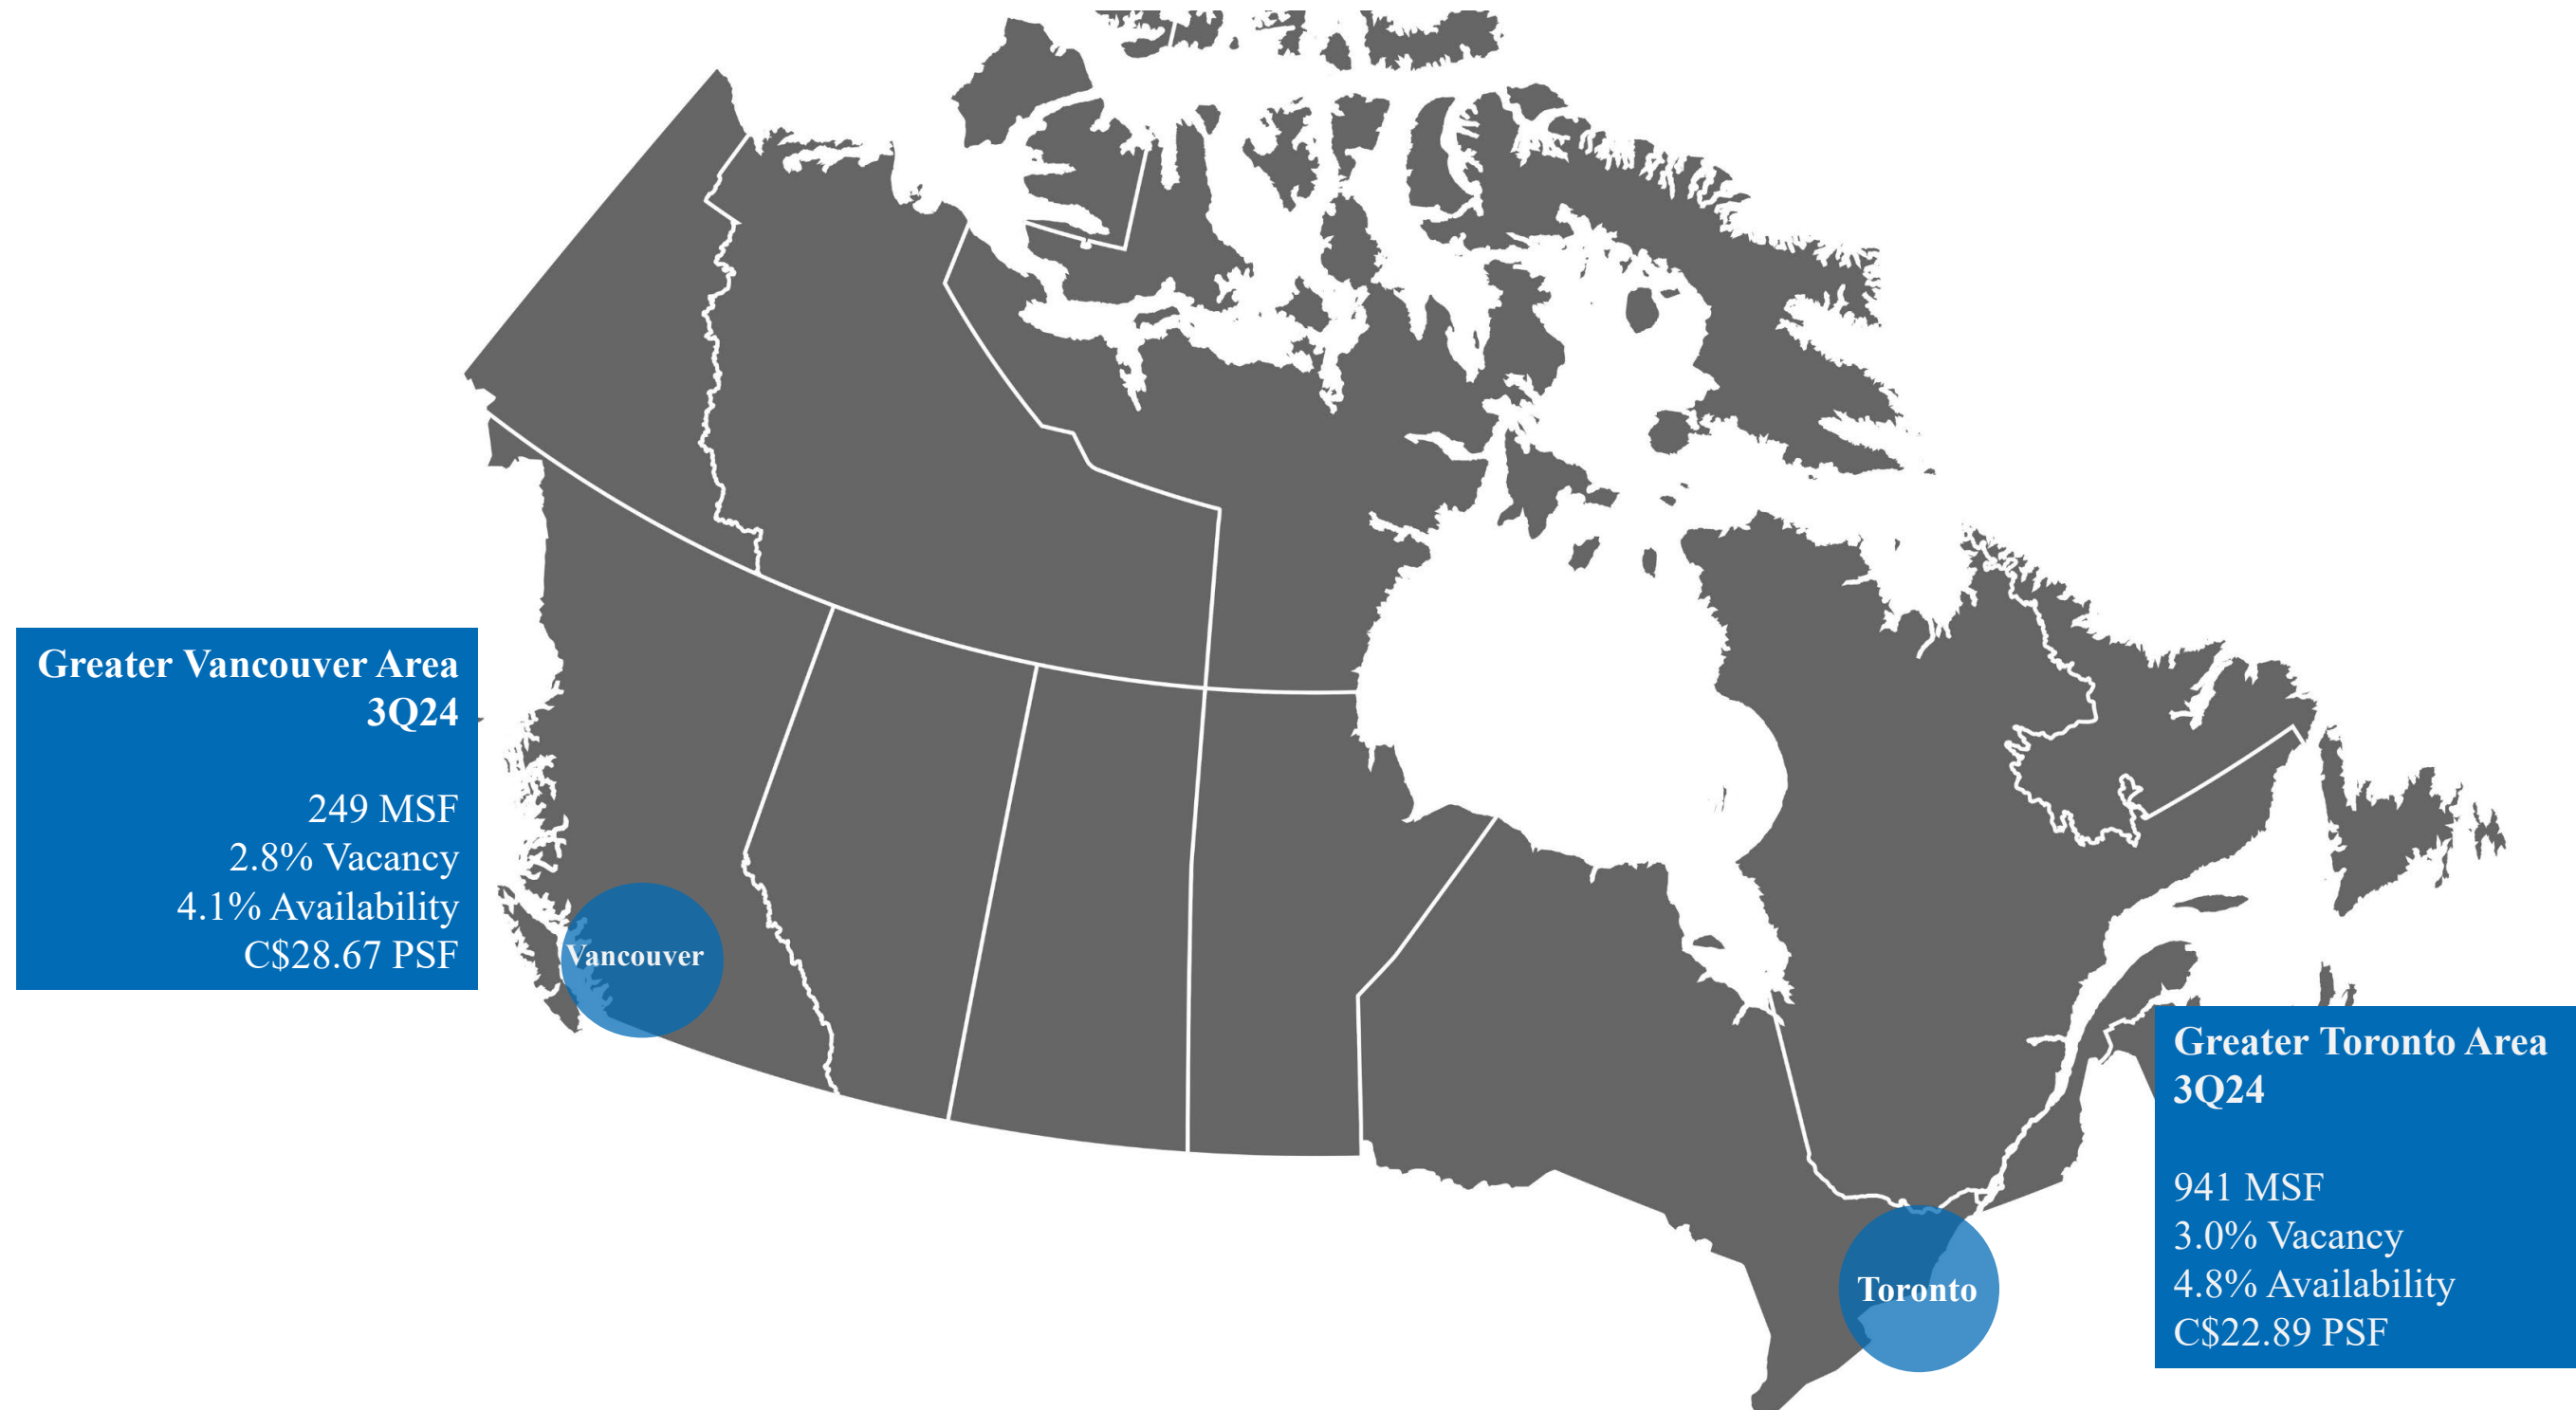 Greater Vancouver Area
3Q24
249 MSF
2.8% Vacancy
4.1% Availability
C$28.67 PSF
Vancouver
Greater Toronto Area
3Q24
941 MSF
3.0% Vacancy
4.8% Availability
C$22.89 PSF
Toronto